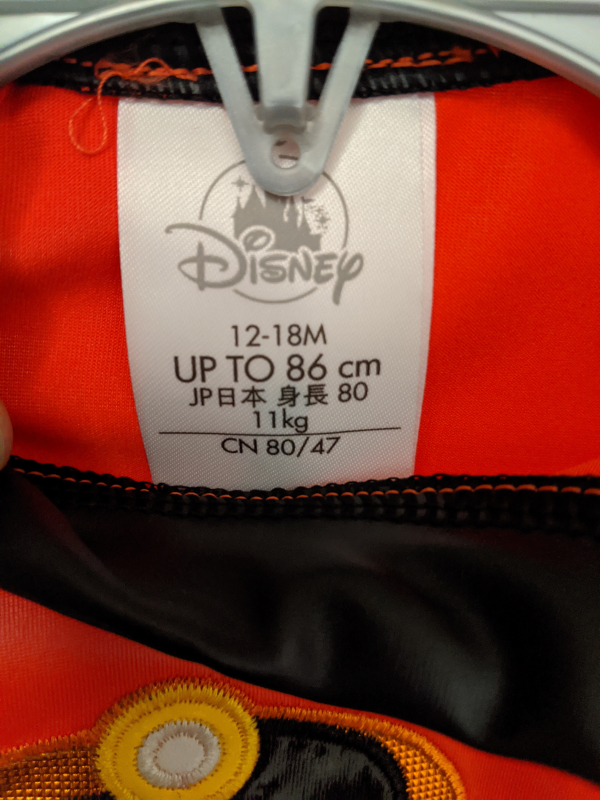 Disney
12-18M
UP TO 86 cm
JP日本 身長 80
11kg
CN 80/47